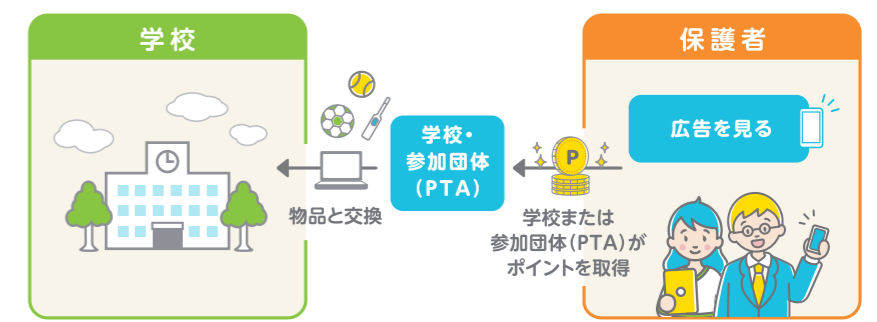 学校
保護者
広告を見る
学校・
参加団体
(PTA)
物品と交換
P
学校または
参加団体(PTA)が
ポイントを取得